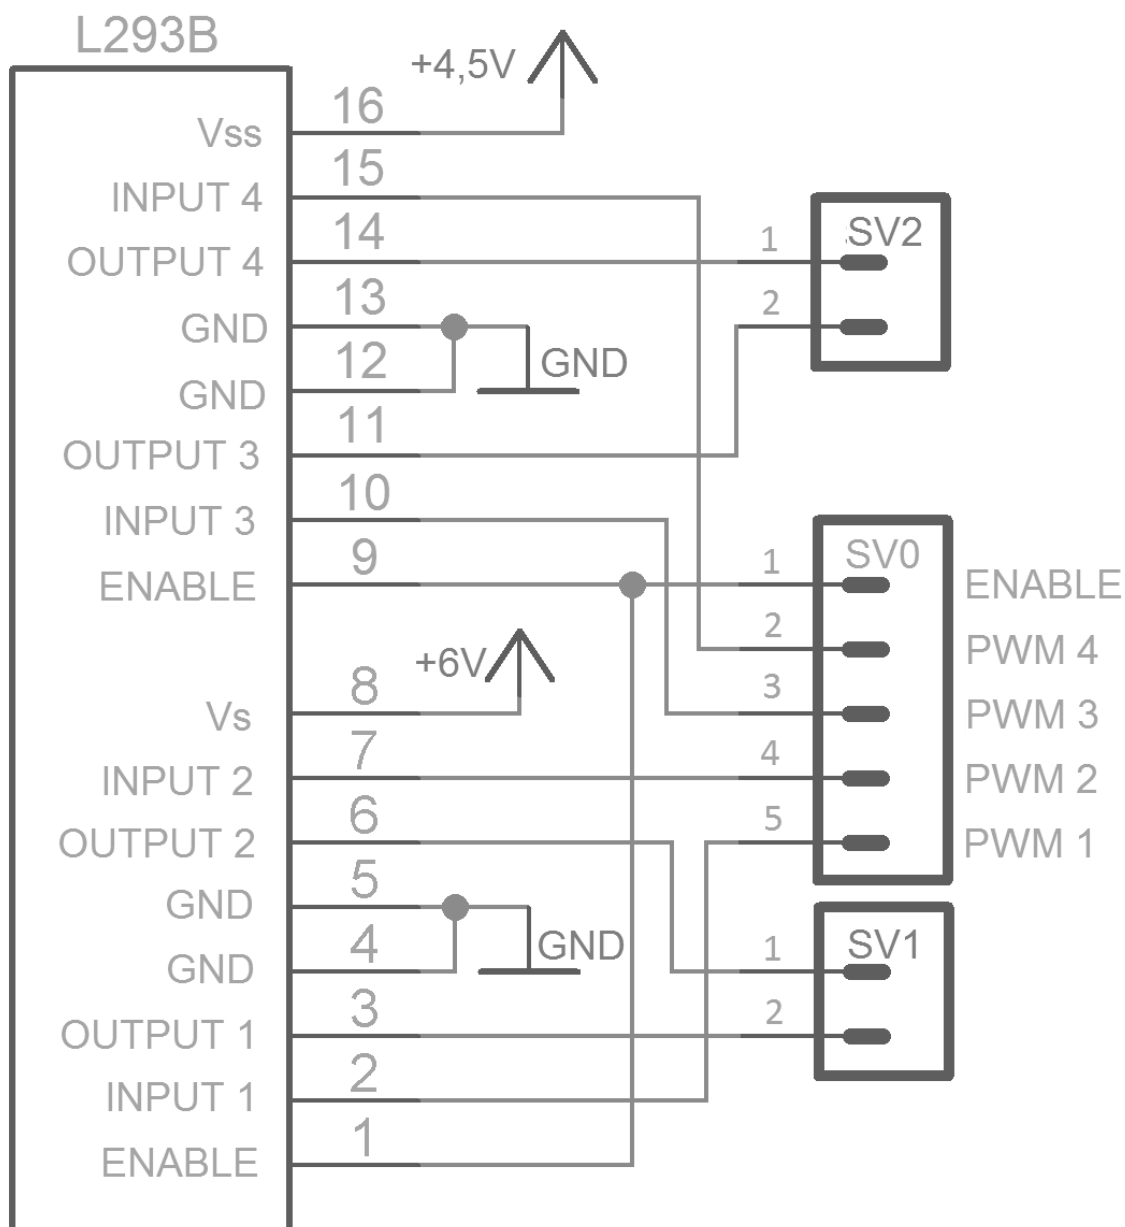 L293B
+4,5V
16
Vss
15
INPUT 4
14
OUTPUT 4
1
SV2
13
GND
2
12
GND
GND
11
OUTPUT 3
10
INPUT 3
9
ENABLE
1
SV0
ENABLE
2
PWM 4
+6V
8
Vs
3
PWM 3
7
INPUT 2
4
PWM 2
6
OUTPUT 2
5
PWM 1
5
GND
4
GND
GND
1
SV1
3
OUTPUT 1
2
2
INPUT 1
1
ENABLE